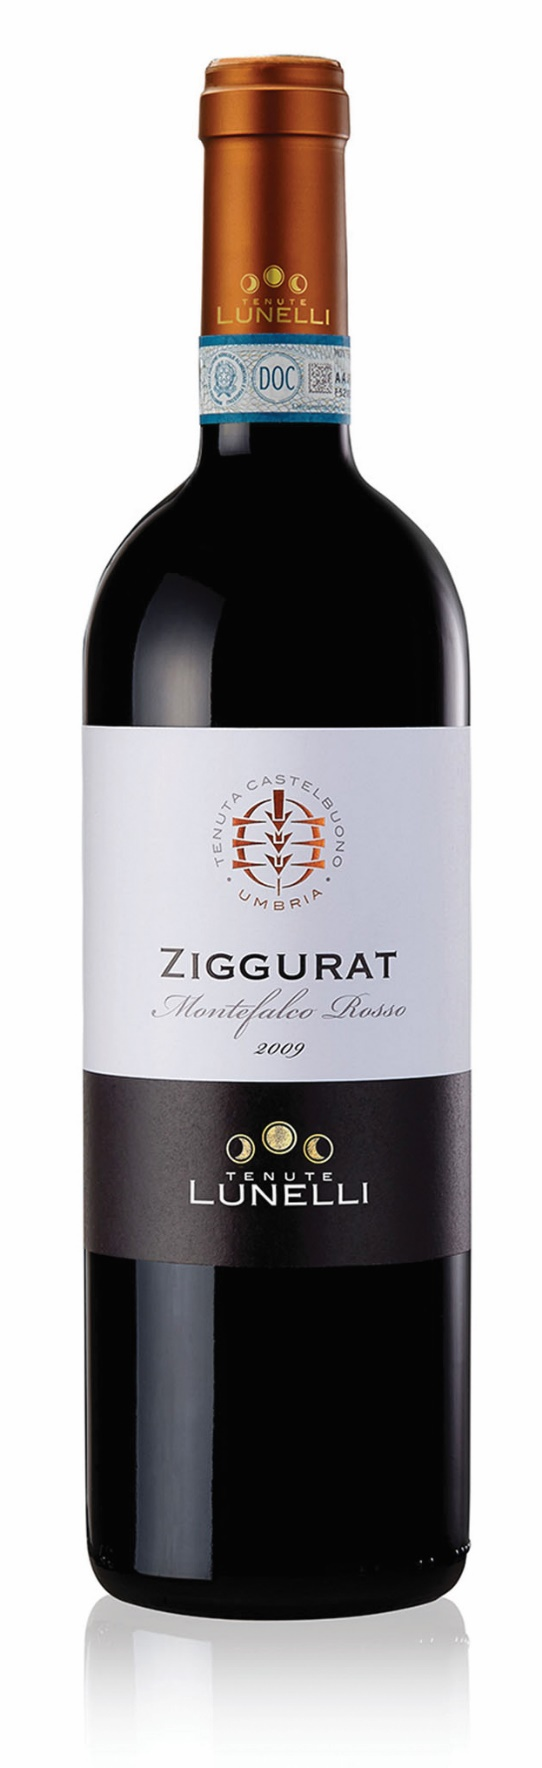 TENUTE
LUNELLI
DOC
TENUTA CASTELBUONO
• UMBRIA •
ZIGGURAT
Montefalco Rosso
2009
TENUTE
LUNELLI